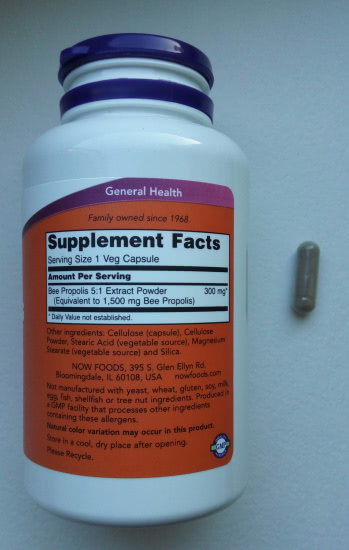 General Health
Family owned since 1968.
Supplement Facts
Serving Size 1 Veg Capsule
Amount Per Serving
Bee Propolis 5:1 Extract Powder 300 mg*
(Equivalent to 1,500 mg Bee Propolis)
* Daily Value not established.
Other ingredients: Cellulose (capsule), Cellulose
Powder, Stearic Acid (vegetable source), Magnesium
Stearate (vegetable source) and Silica.
NOW FOODS, 395 S. Glen Ellyn Rd.
Bloomingdale, IL 60108, USA nowfoods.com
Not manufactured with yeast, wheat, gluten, soy, milk,
egg, fish, shellfish or tree nut ingredients. Produced in
a GMP facility that processes other ingredients
containing these allergens.
Natural color variation may occur in this product.
Store in a cool, dry place after opening.
Please Recycle.
GMP